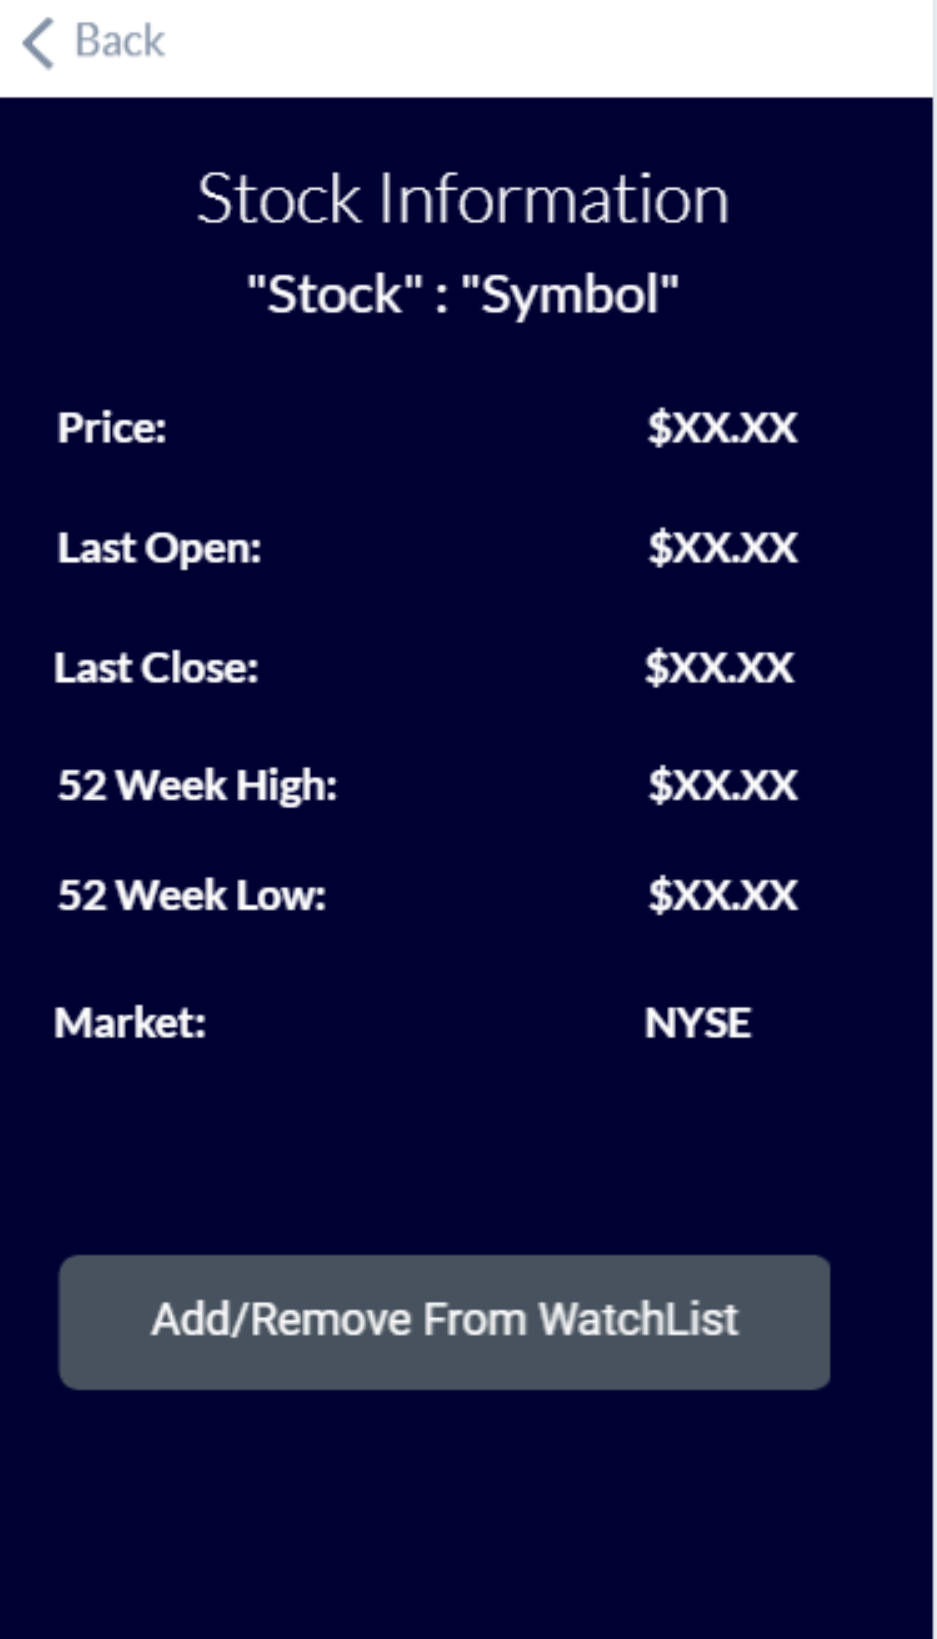 Back
Stock Information
"Stock" : "Symbol"
Price: $XX.XX
Last Open: $XX.XX
Last Close: $XX.XX
52 Week High: $XX.XX
52 Week Low: $XX.XX
Market: NYSE
Add/Remove From WatchList